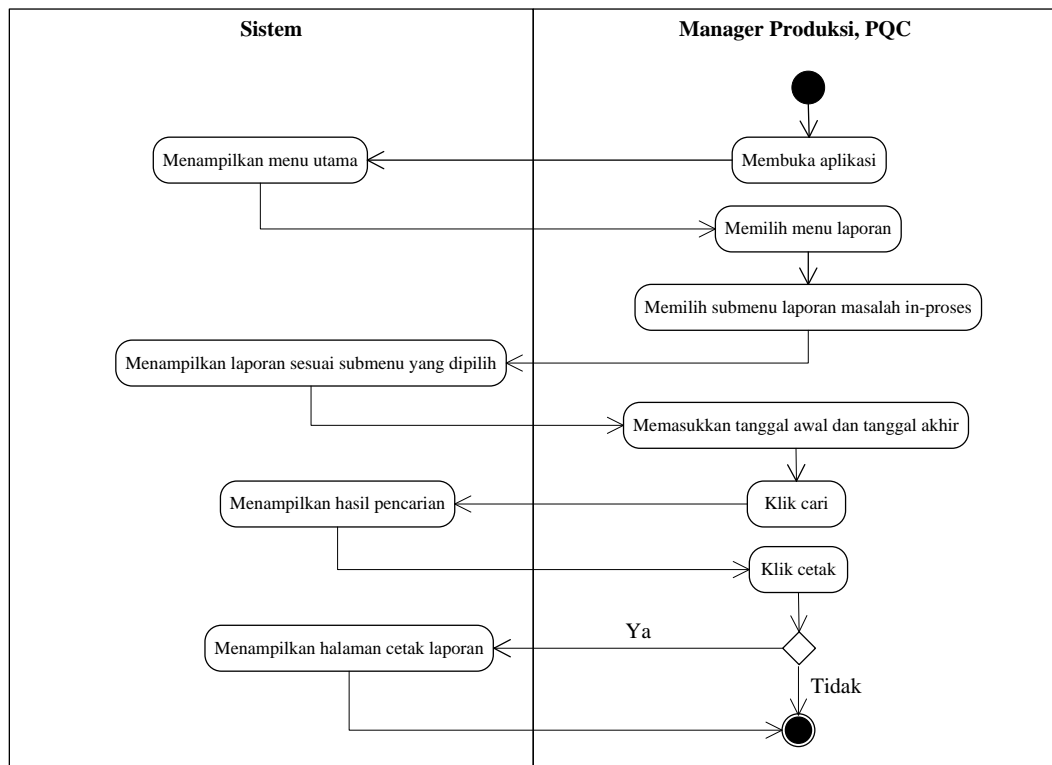 Sistem
Manager Produksi, PQC
Membuka aplikasi
Menampilkan menu utama
Memilih menu laporan
Memilih submenu laporan masalah in-proses
Menampilkan laporan sesuai submenu yang dipilih
Memasukkan tanggal awal dan tanggal akhir
Klik cari
Menampilkan hasil pencarian
Klik cetak
Ya
Menampilkan halaman cetak laporan
Tidak